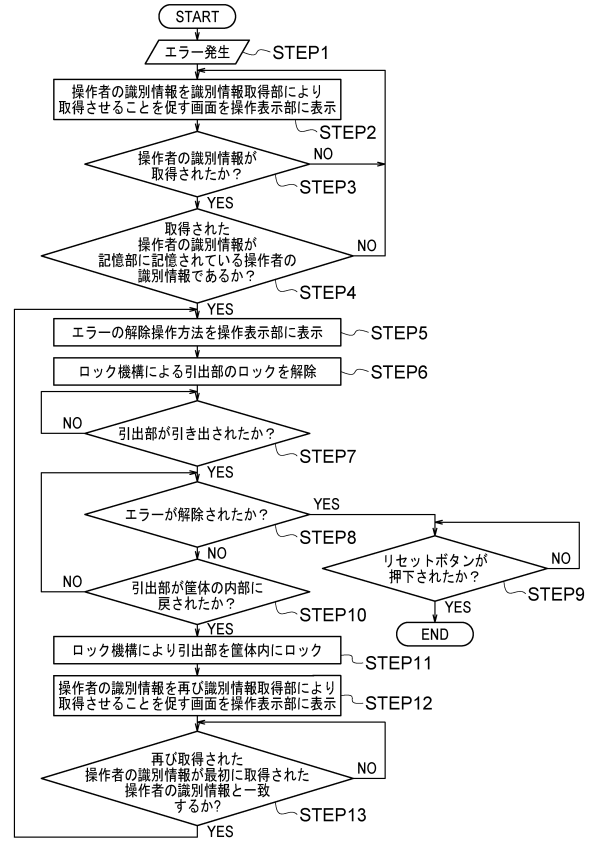 START
エラー発生
STEP1
操作者の識別情報を識別情報取得部により
取得させることを促す画面を操作表示部に表示
STEP2
操作者の識別情報が
取得されたか？
NO
STEP3
YES
取得された
操作者の識別情報が
記憶部に記憶されている操作者の
識別情報であるか？
NO
STEP4
YES
エラーの解除操作方法を操作表示部に表示
STEP5
ロック機構による引出部のロックを解除
STEP6
引出部が引き出されたか？
NO
STEP7
YES
エラーが解除されたか？
YES
STEP8
NO
リセットボタンが
押下されたか？
NO
STEP9
YES
END
引出部が筐体の内部に
戻されたか？
NO
STEP10
YES
ロック機構により引出部を筐体内にロック
STEP11
操作者の識別情報を再び識別情報取得部により
取得させることを促す画面を操作表示部に表示
STEP12
再び取得された
操作者の識別情報が最初に取得された
操作者の識別情報と一致
するか?
NO
STEP13
YES